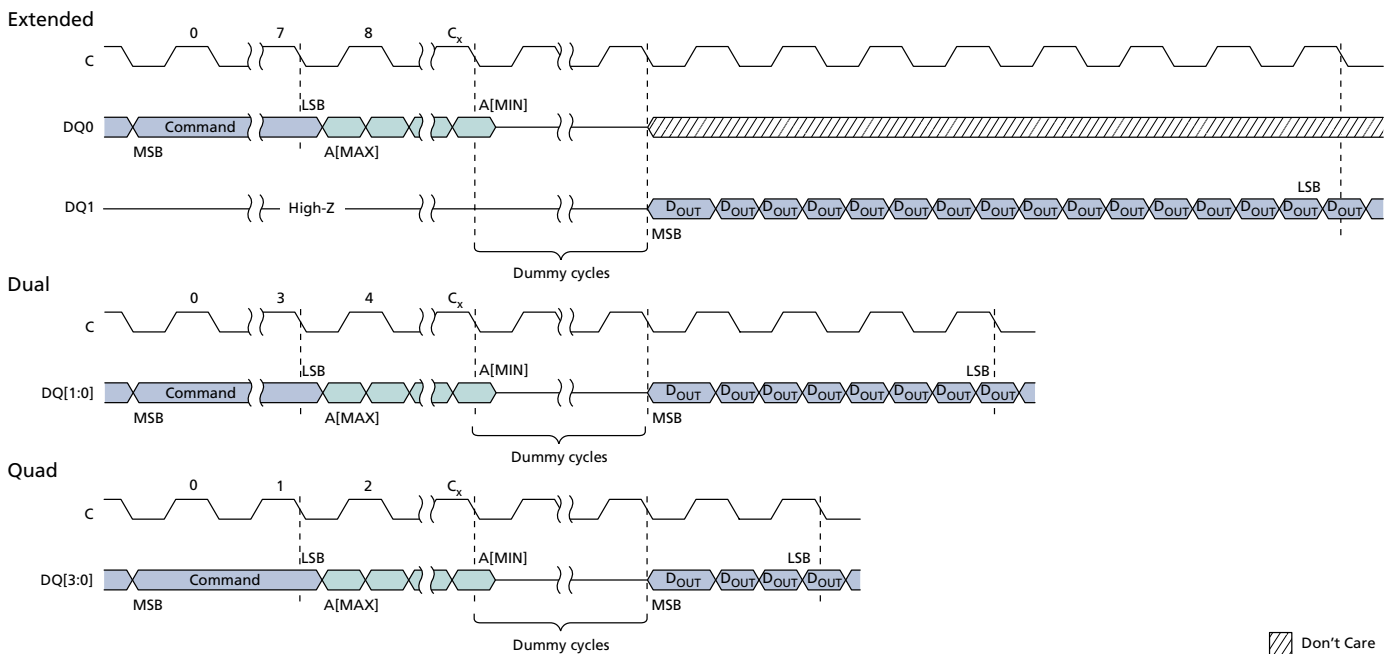 Extended
0 7 8 Cx
C
LSB A[MIN]
DQ0 Command
MSB A[MAX]
LSB
DQ1 High-Z DOUT DOUT DOUT DOUT DOUT DOUT DOUT DOUT DOUT DOUT DOUT DOUT DOUT DOUT DOUT DOUT
MSB
Dummy cycles
Dual
0 3 4 Cx
C
LSB A[MIN] LSB
DQ[1:0] Command DOUT DOUT DOUT DOUT DOUT DOUT DOUT DOUT
MSB A[MAX] MSB
Dummy cycles
Quad
0 1 2 Cx
C
LSB A[MIN] LSB
DQ[3:0] Command DOUT DOUT DOUT DOUT
MSB A[MAX] MSB
Dummy cycles
Don't Care